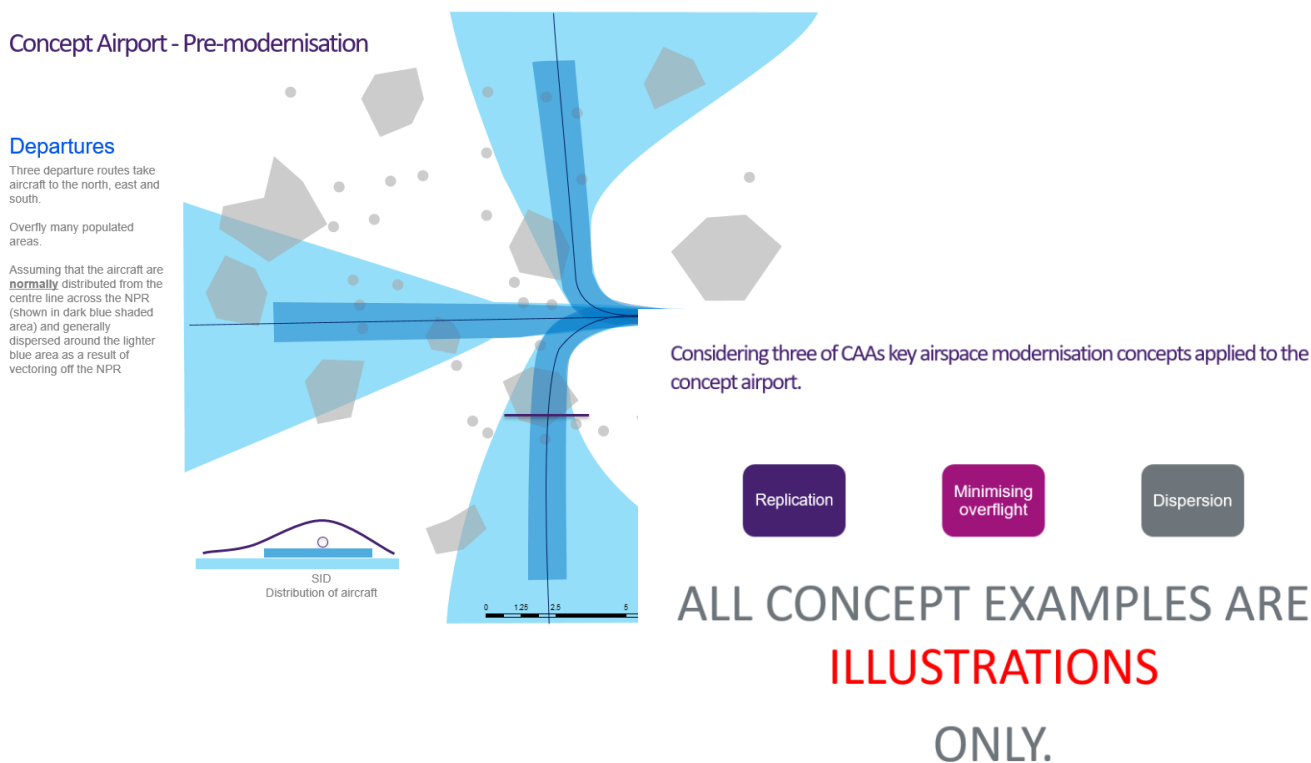 Concept Airport - Pre-modernisation
Departures
Three departure routes take
aircraft to the north, east and
south.
Overfly many populated
areas.
Assuming that the aircraft are
normally distributed from the
centre line across the NPR
(shown in dark blue shaded
area) and generally
dispersed around the lighter
blue area as a result of
vectoring off the NPR
SID
Distribution of aircraft
0 1.25 2.5 5
Considering three of CAAs key airspace modernisation concepts applied to the
concept airport.
Replication
Minimising
overflight
Dispersion
ALL CONCEPT EXAMPLES ARE
ILLUSTRATIONS
ONLY.